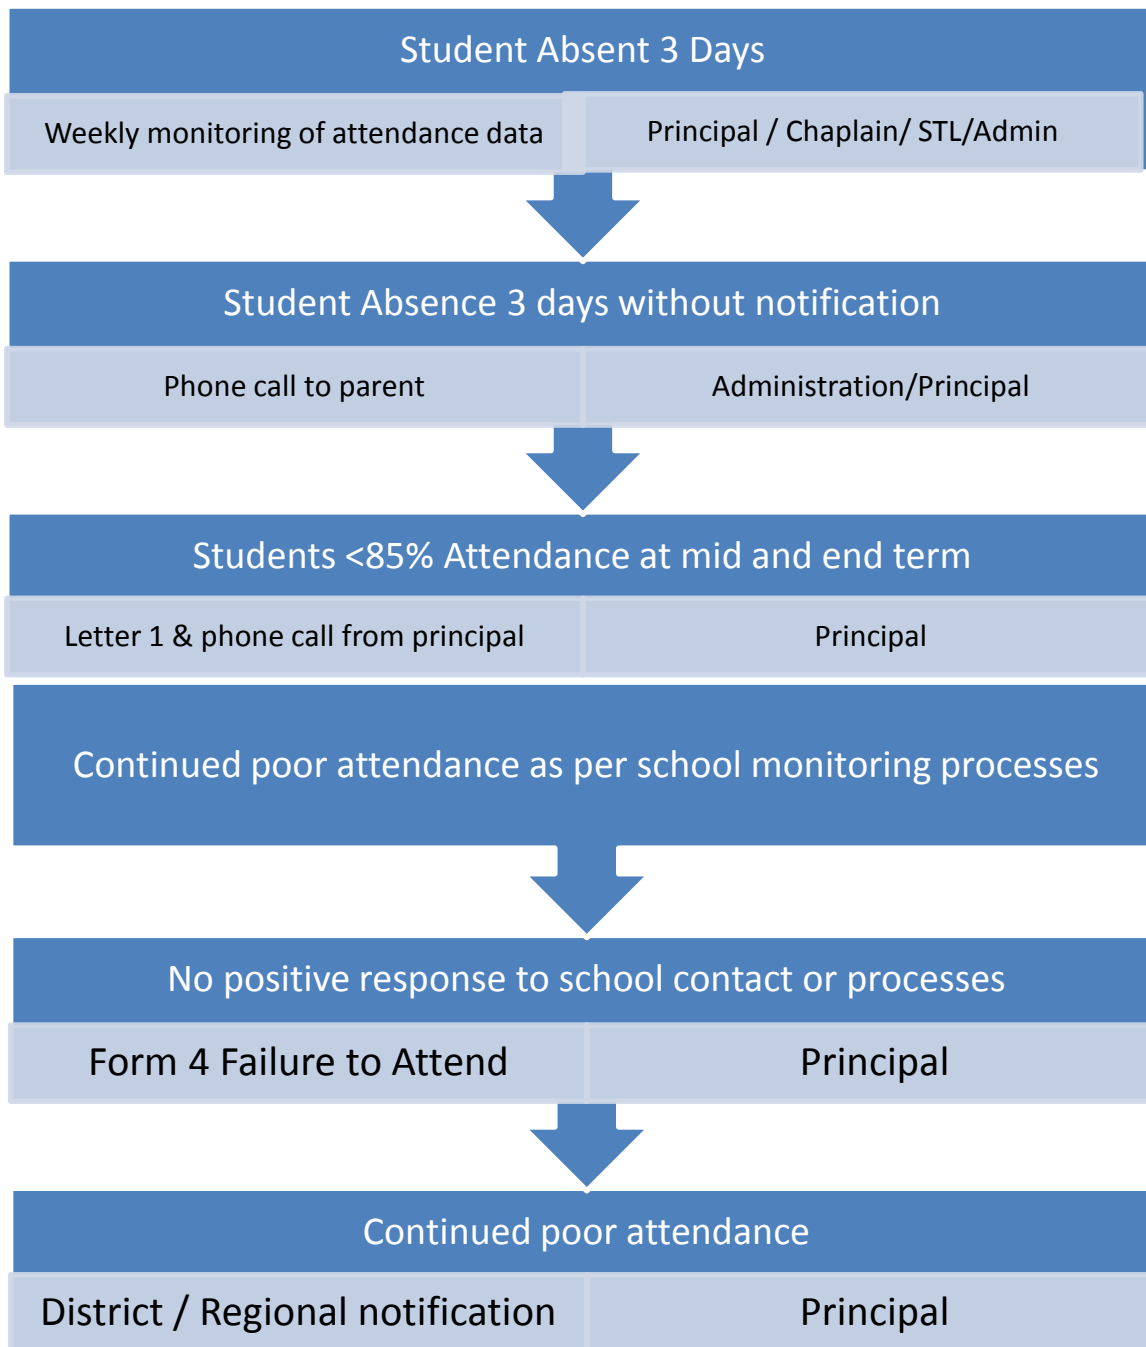 Student Absent 3 Days
Weekly monitoring of attendance data
Principal / Chaplain/ STL/Admin
Student Absence 3 days without notification
Phone call to parent
Administration/Principal
Students <85% Attendance at mid and end term
Letter 1 & phone call from principal
Principal
Continued poor attendance as per school monitoring processes
No positive response to school contact or processes
Form 4 Failure to Attend
Principal
Continued poor attendance
District / Regional notification
Principal